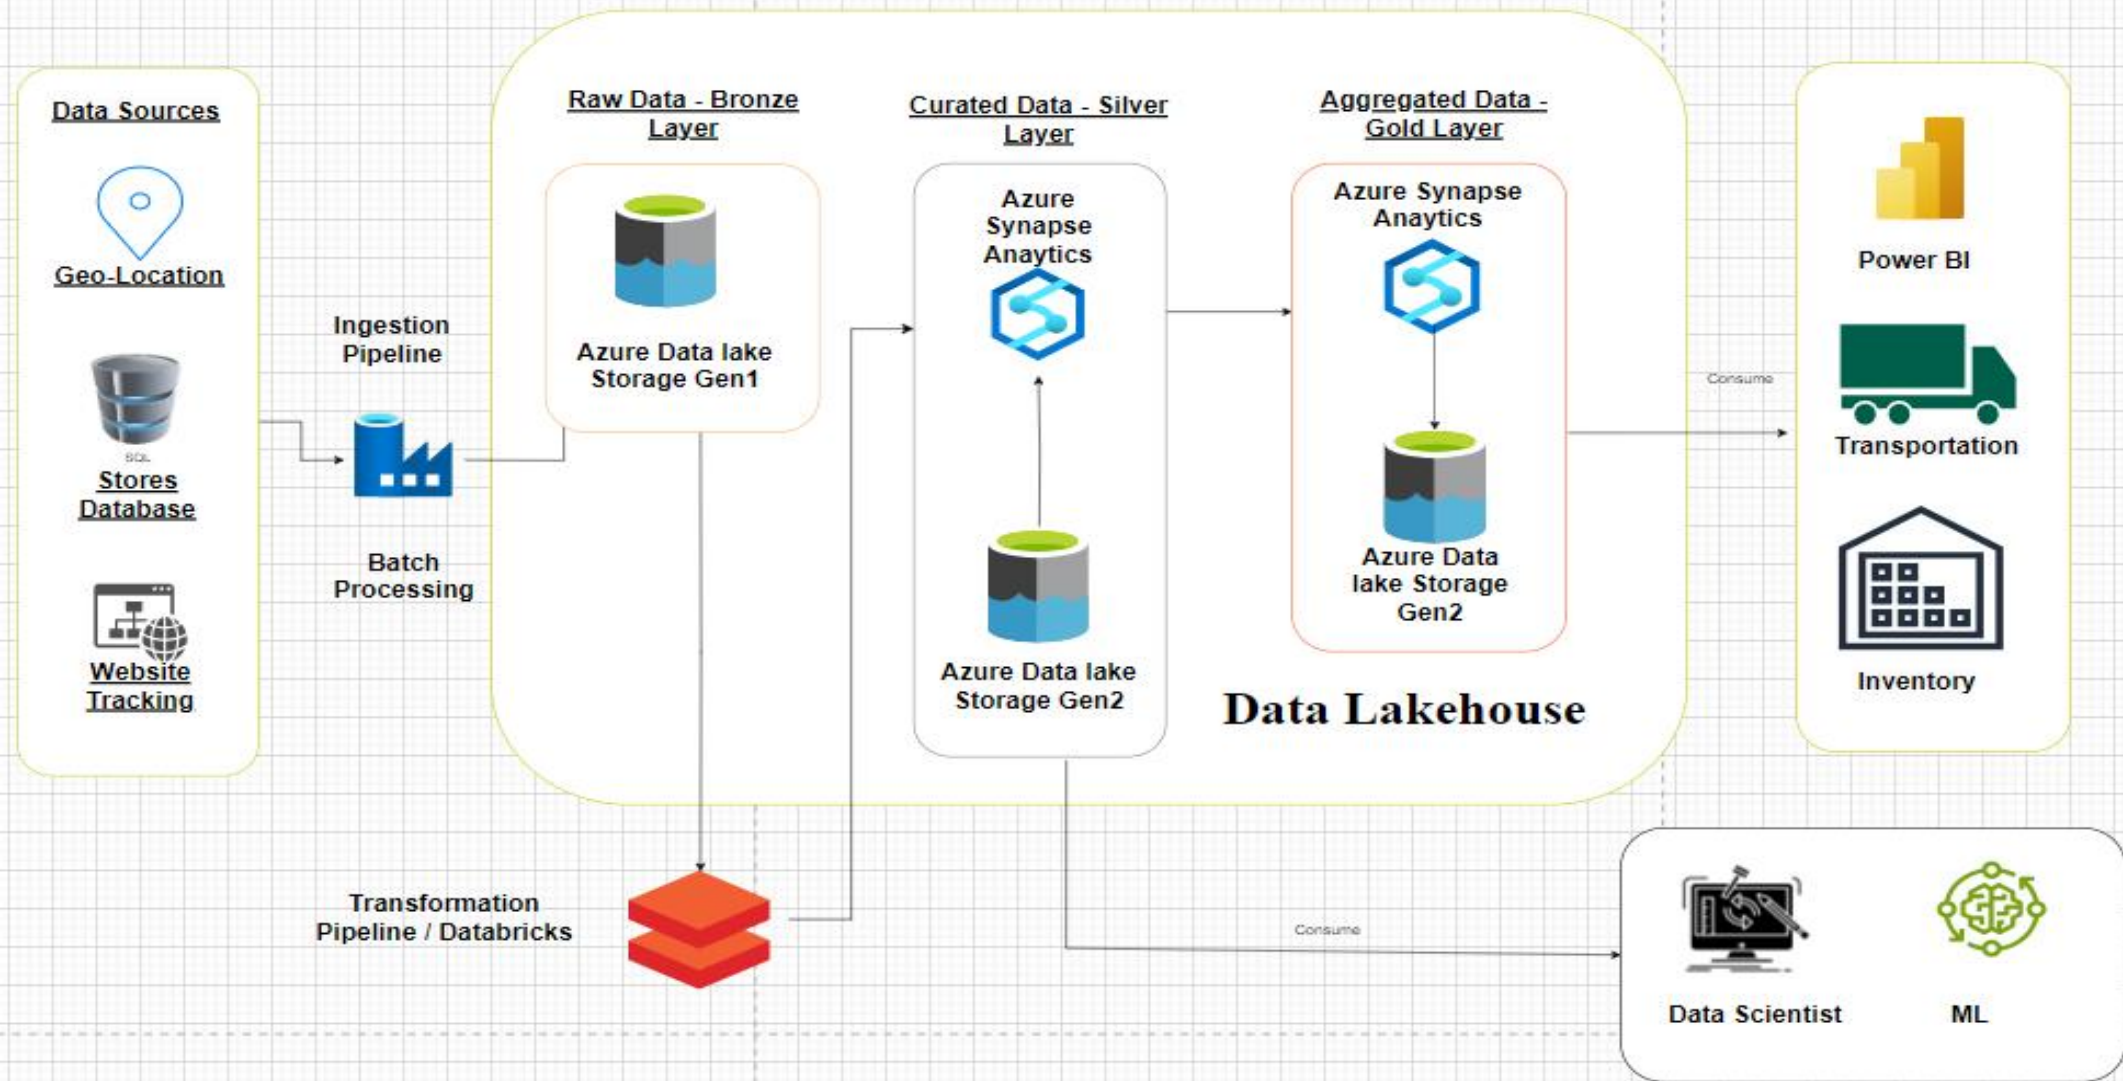 Data Sources
Geo-Location
SQL
Stores
Database
Website
Tracking
Ingestion
Pipeline
Batch
Processing
Raw Data - Bronze
Layer
Azure Data lake
Storage Gen1
Curated Data - Silver
Layer
Azure
Synapse
Anaytics
Azure Data lake
Storage Gen2
Aggregated Data -
Gold Layer
Azure Synapse
Anaytics
Azure Data
lake Storage
Gen2
Data Lakehouse
Consume
Power BI
Transportation
Inventory
Transformation
Pipeline / Databricks
Consume
Data Scientist
ML